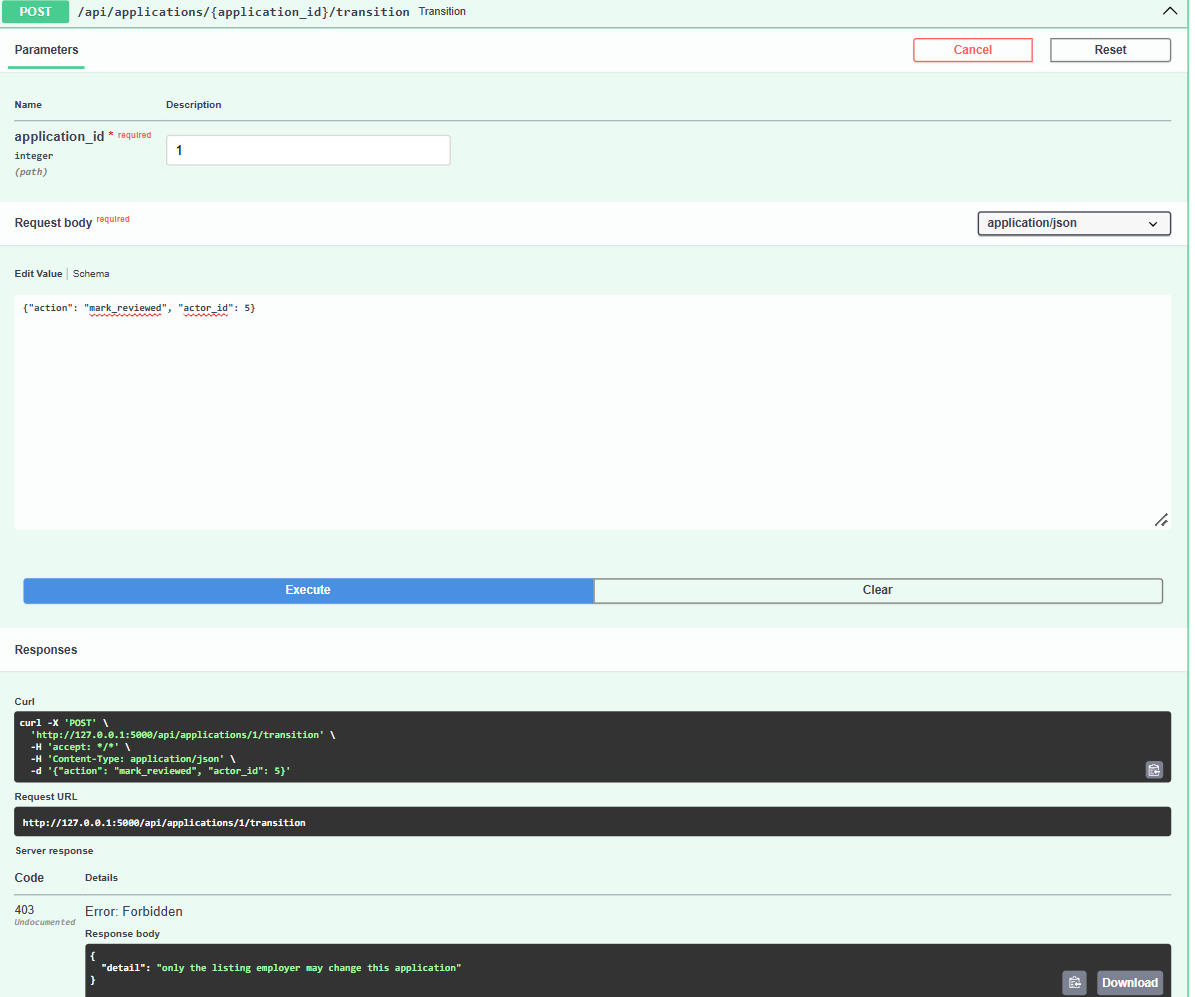 POST /api/applications/{application_id}/transition Transition
Parameters
Cancel
Reset
Name Description
application_id * required
integer
(path)
1
Request body required
application/json
Edit Value | Schema
{"action": "mark_reviewed", "actor_id": 5}
Execute
Clear
Responses
Curl
curl -X 'POST' \
  'http://127.0.0.1:5000/api/applications/1/transition' \
  -H 'accept: */*' \
  -H 'Content-Type: application/json' \
  -d '{"action": "mark_reviewed", "actor_id": 5}'
Request URL
http://127.0.0.1:5000/api/applications/1/transition
Server response
Code Details
403 Error: Forbidden
Undocumented
Response body
{
  "detail": "only the listing employer may change this application"
}
Download